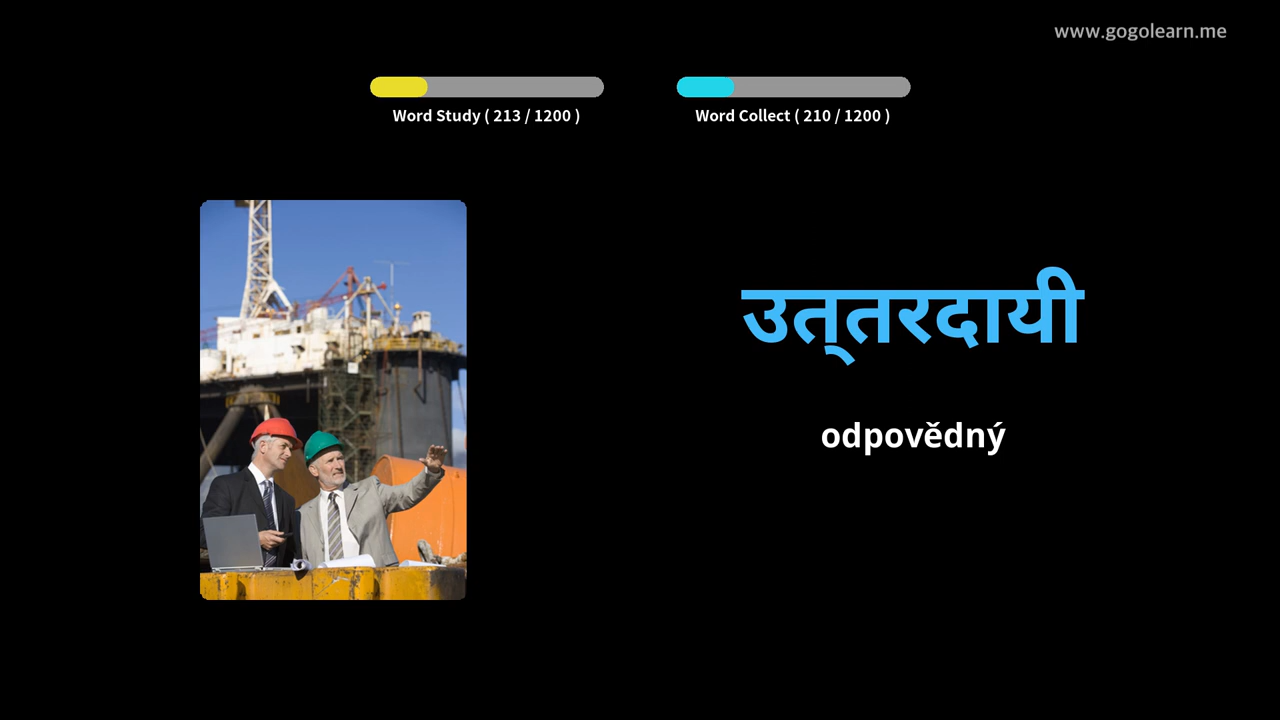 www.gogolearn.me
Word Study ( 213 / 1200 )
Word Collect ( 210 / 1200 )
उत्तरदायी
odpovědný